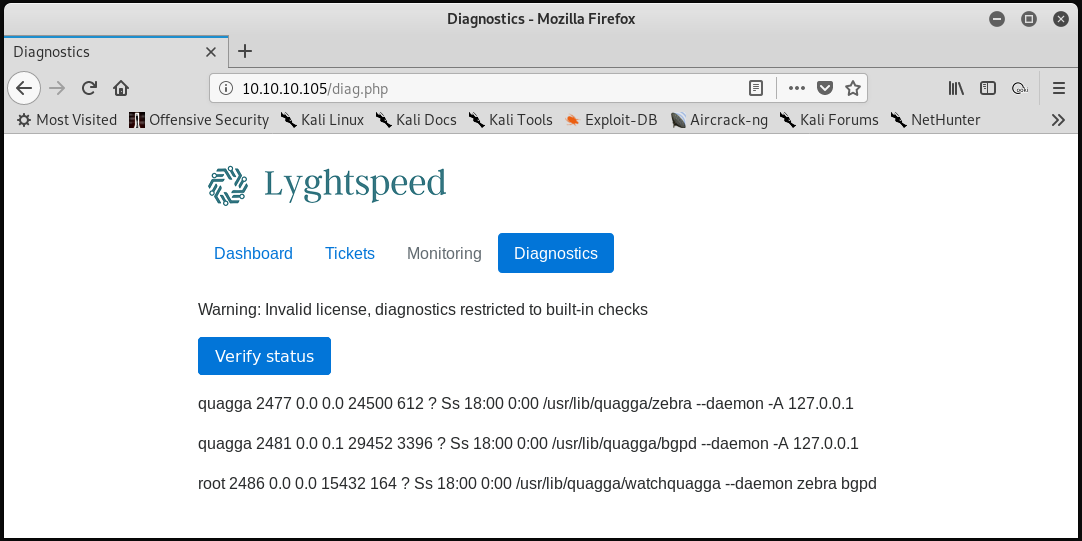 Diagnostics - Mozilla Firefox
Diagnostics
10.10.10.105/diag.php
Most Visited Offensive Security Kali Linux Kali Docs Kali Tools Exploit-DB Aircrack-ng Kali Forums NetHunter
Lyghtspeed
Dashboard Tickets Monitoring Diagnostics
Warning: Invalid license, diagnostics restricted to built-in checks
Verify status
quagga 2477 0.0 0.0 24500 612 ? Ss 18:00 0:00 /usr/lib/quagga/zebra --daemon -A 127.0.0.1
quagga 2481 0.0 0.1 29452 3396 ? Ss 18:00 0:00 /usr/lib/quagga/bgpd --daemon -A 127.0.0.1
root 2486 0.0 0.0 15432 164 ? Ss 18:00 0:00 /usr/lib/quagga/watchquagga --daemon zebra bgpd